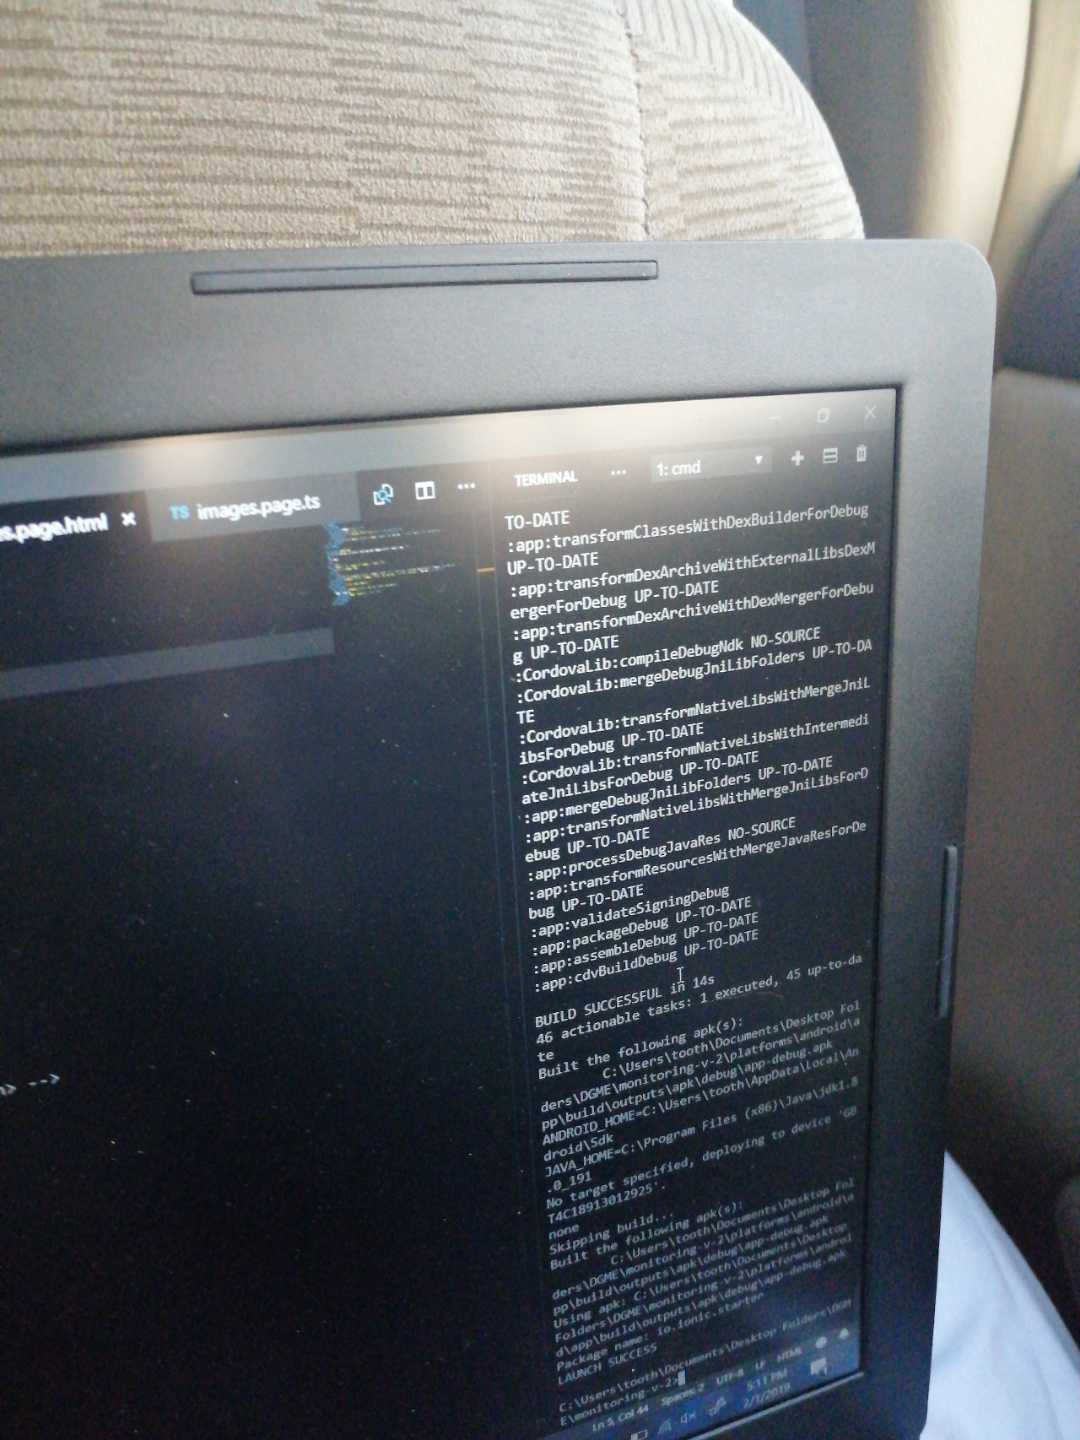 s.page.html ×
TS images.page.ts
TERMINAL ··· 1: cmd
TO-DATE
:app:transformClassesWithDexBuilderForDebug
UP-TO-DATE
:app:transformDexArchiveWithExternalLibsDexM
ergerForDebug UP-TO-DATE
:app:transformDexArchiveWithDexMergerForDebu
g UP-TO-DATE
:CordovaLib:compileDebugNdk NO-SOURCE
:CordovaLib:mergeDebugJniLibFolders UP-TO-DA
TE
:CordovaLib:transformNativeLibsWithMergeJniL
ibsForDebug UP-TO-DATE
:CordovaLib:transformNativeLibsWithIntermedi
ateJniLibsForDebug UP-TO-DATE
:app:mergeDebugJniLibFolders UP-TO-DATE
:app:transformNativeLibsWithMergeJniLibsForD
ebug UP-TO-DATE
:app:processDebugJavaRes NO-SOURCE
:app:transformResourcesWithMergeJavaResForDe
bug UP-TO-DATE
:app:validateSigningDebug
:app:packageDebug UP-TO-DATE
:app:assembleDebug UP-TO-DATE
:app:cdvBuildDebug UP-TO-DATE
BUILD SUCCESSFUL in 14s
46 actionable tasks: 1 executed, 45 up-to-da
te
Built the following apk(s):
C:\Users\tooth\Documents\Desktop Fol
ders\DGME\monitoring-v-2\platforms\android\a
pp\build\outputs\apk\debug\app-debug.apk
ANDROID_HOME=C:\Users\tooth\AppData\Local\An
droid\Sdk
JAVA_HOME=C:\Program Files (x86)\Java\jdk1.8
.0_191
No target specified, deploying to device 'GB
T4C18913012925'.
none
Skipping build...
Built the following apk(s):
C:\Users\tooth\Documents\Desktop Fol
ders\DGME\monitoring-v-2\platforms\android\a
pp\build\outputs\apk\debug\app-debug.apk
Using apk: C:\Users\tooth\Documents\Desktop
Folders\DGME\monitoring-v-2\platforms\androi
d\app\build\outputs\apk\debug\app-debug.apk
Package name: io.ionic.starter
LAUNCH SUCCESS
C:\Users\tooth\Documents\Desktop Folders\DGM
E\monitoring-v-2>
-->
Ln 5, Col 44 Spaces: 2 UTF-8 LF HTML
5:11 PM
2/1/2019